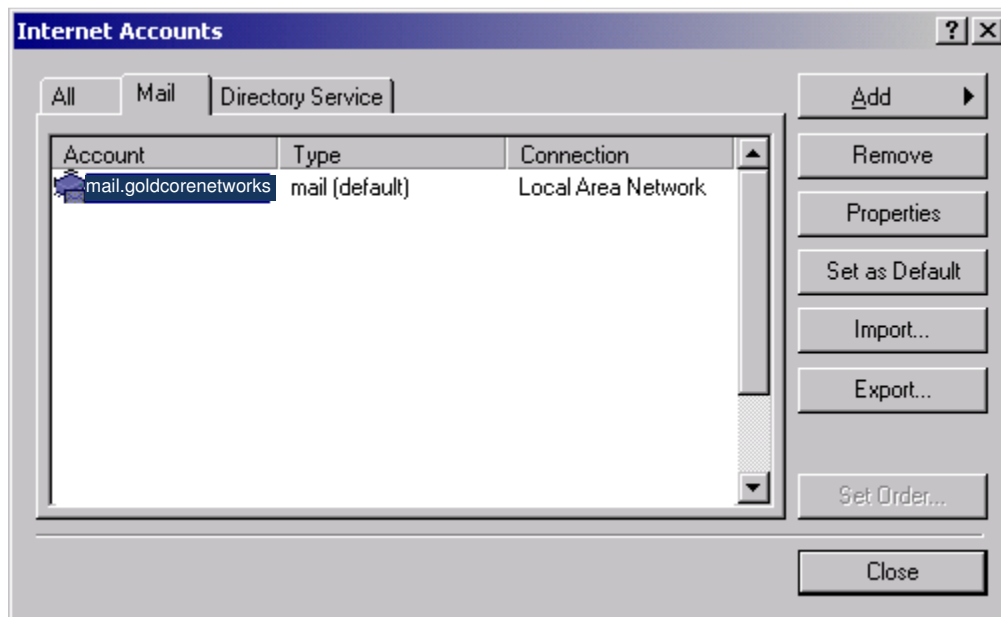 Internet Accounts
All Mail Directory Service
Add
Account Type Connection
Remove
mail.goldcorenetworks mail (default) Local Area Network
Properties
Set as Default
Import...
Export...
Set Order...
Close